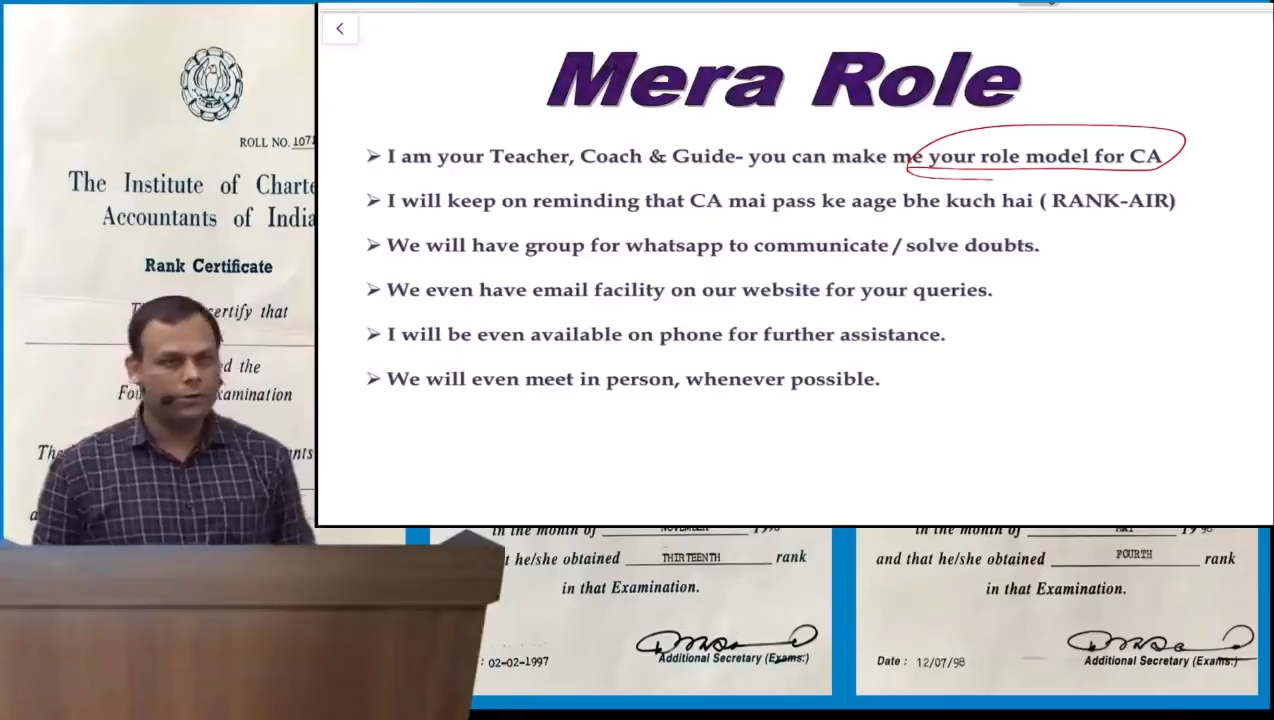 Mera Role
➢ I am your Teacher, Coach & Guide- you can make me your role model for CA
➢ I will keep on reminding that CA mai pass ke aage bhe kuch hai ( RANK-AIR)
➢ We will have group for whatsapp to communicate / solve doubts.
➢ We even have email facility on our website for your queries.
➢ I will be even available on phone for further assistance.
➢ We will even meet in person, whenever possible.
ROLL NO. 1071
The Institute of Charte
Accountants of India
Rank Certificate
certify that
d the
xamination
The
in the month of NOVEMBER
t he/she obtained THIRTEENTH rank
in that Examination.
: 02-02-1997
Additional Secretary (Exams.)
in the month of MAY 1998
and that he/she obtained FOURTH rank
in that Examination.
Date : 12/07/98
Additional Secretary (Exams.)